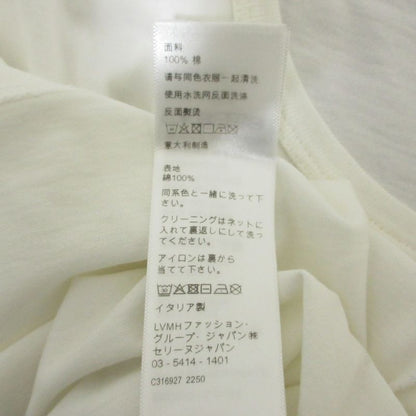 面料
100% 棉
请与同色衣服一起清洗
使用水洗网反面洗涤
反面熨烫
意大利制造
表地
綿100%
同系色と一緒に洗って下
さい。
クリーニングはネットに
入れて裏返しにして洗っ
てください。
アイロンは裏から
当てて下さい。
イタリア製
LVMHファッション・
グループ・ジャパン㈱
セリーヌジャパン
03 - 5414 - 1401
C316927 2250